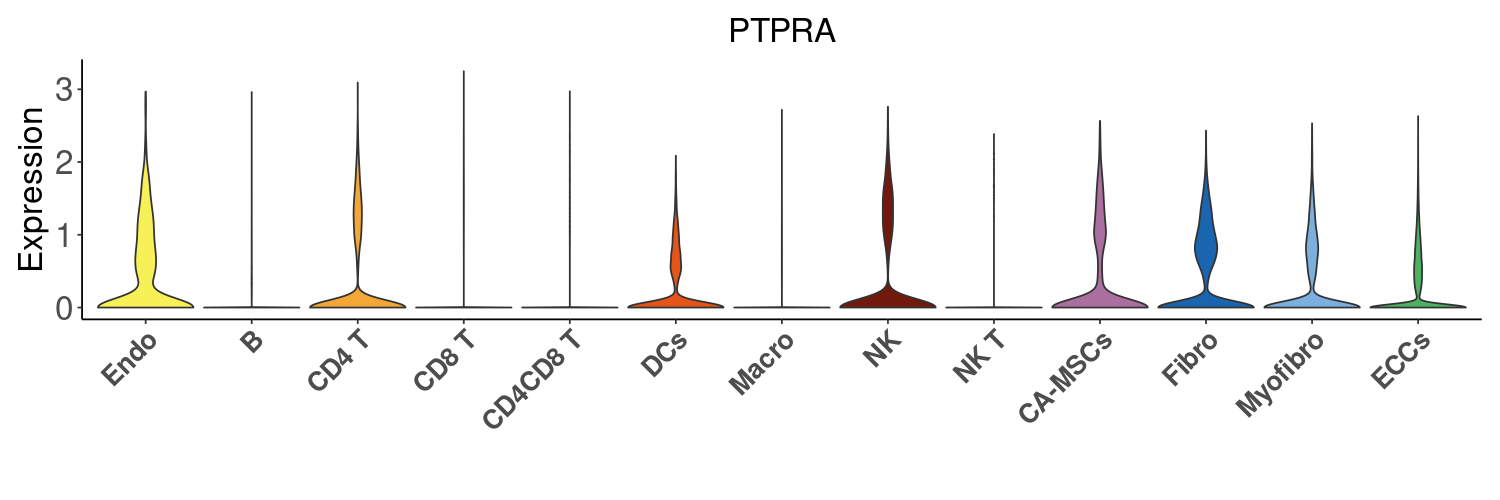 PTPRA
Expression
3
2
1
0
Endo
B
CD4 T
CD8 T
CD4CD8 T
DCs
Macro
NK
NK T
CA-MSCs
Fibro
Myofibro
ECCs